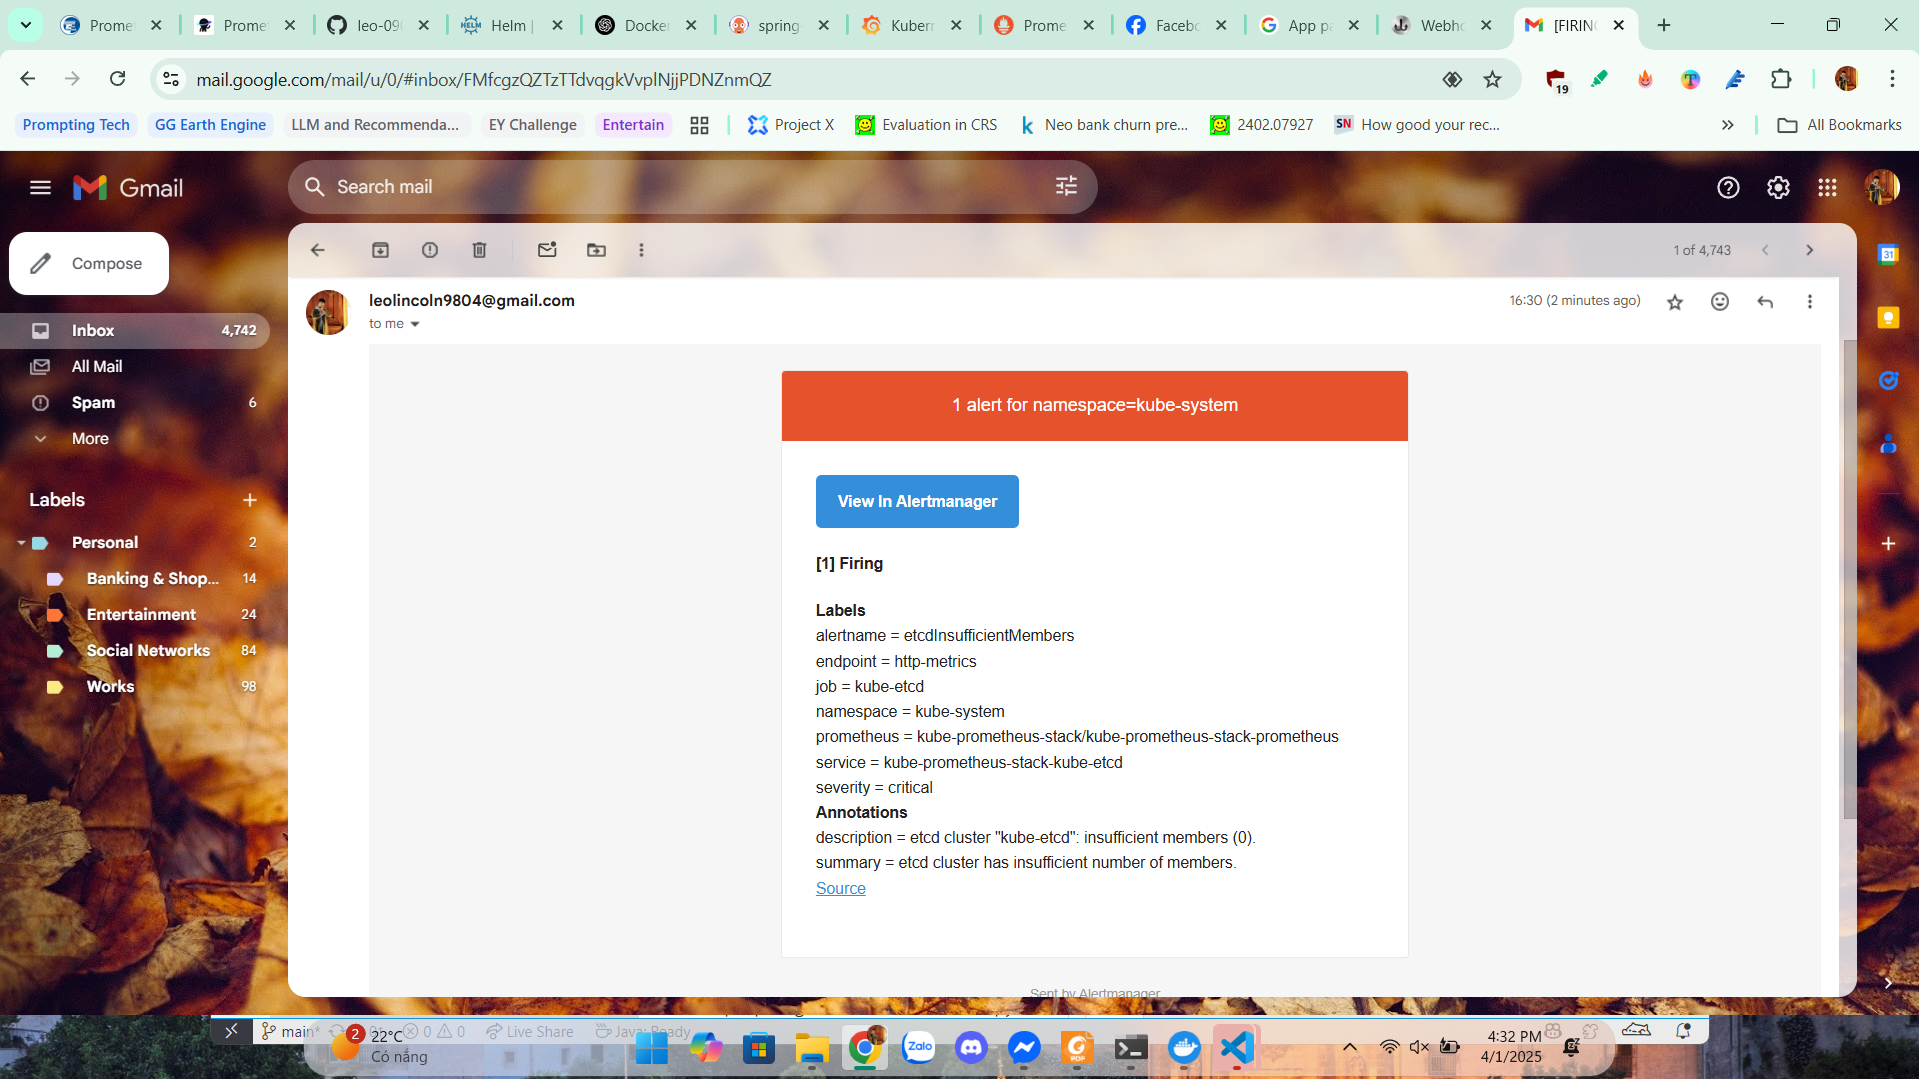 Prome
Prome
leo-09
Helm |
Docke
spring-
Kubern
Prome
Facebo
App pa
Webho
[FIRING
mail.google.com/mail/u/0/#inbox/FMfcgzQZTzTTdvqgkVvplNjjPDNZnmQZ
19
Prompting Tech
GG Earth Engine
LLM and Recommenda...
EY Challenge
Entertain
Project X
Evaluation in CRS
Neo bank churn pre...
2402.07927
SN
How good your rec...
All Bookmarks
Gmail
Search mail
Compose
1 of 4,743
31
Inbox 4,742
All Mail
Spam 6
More
Labels
Personal 2
Banking & Shop... 14
Entertainment 24
Social Networks 84
Works 98
leolincoln9804@gmail.com
16:30 (2 minutes ago)
to me
1 alert for namespace=kube-system
View In Alertmanager
[1] Firing
Labels
alertname = etcdInsufficientMembers
endpoint = http-metrics
job = kube-etcd
namespace = kube-system
prometheus = kube-prometheus-stack/kube-prometheus-stack-prometheus
service = kube-prometheus-stack-kube-etcd
severity = critical
Annotations
description = etcd cluster "kube-etcd": insufficient members (0).
summary = etcd cluster has insufficient number of members.
Source
Sent by Alertmanager
main*
0
0
Live Share
Java: Ready
2
22°C
Có nắng
Zalo
PDF
4:32 PM
4/1/2025